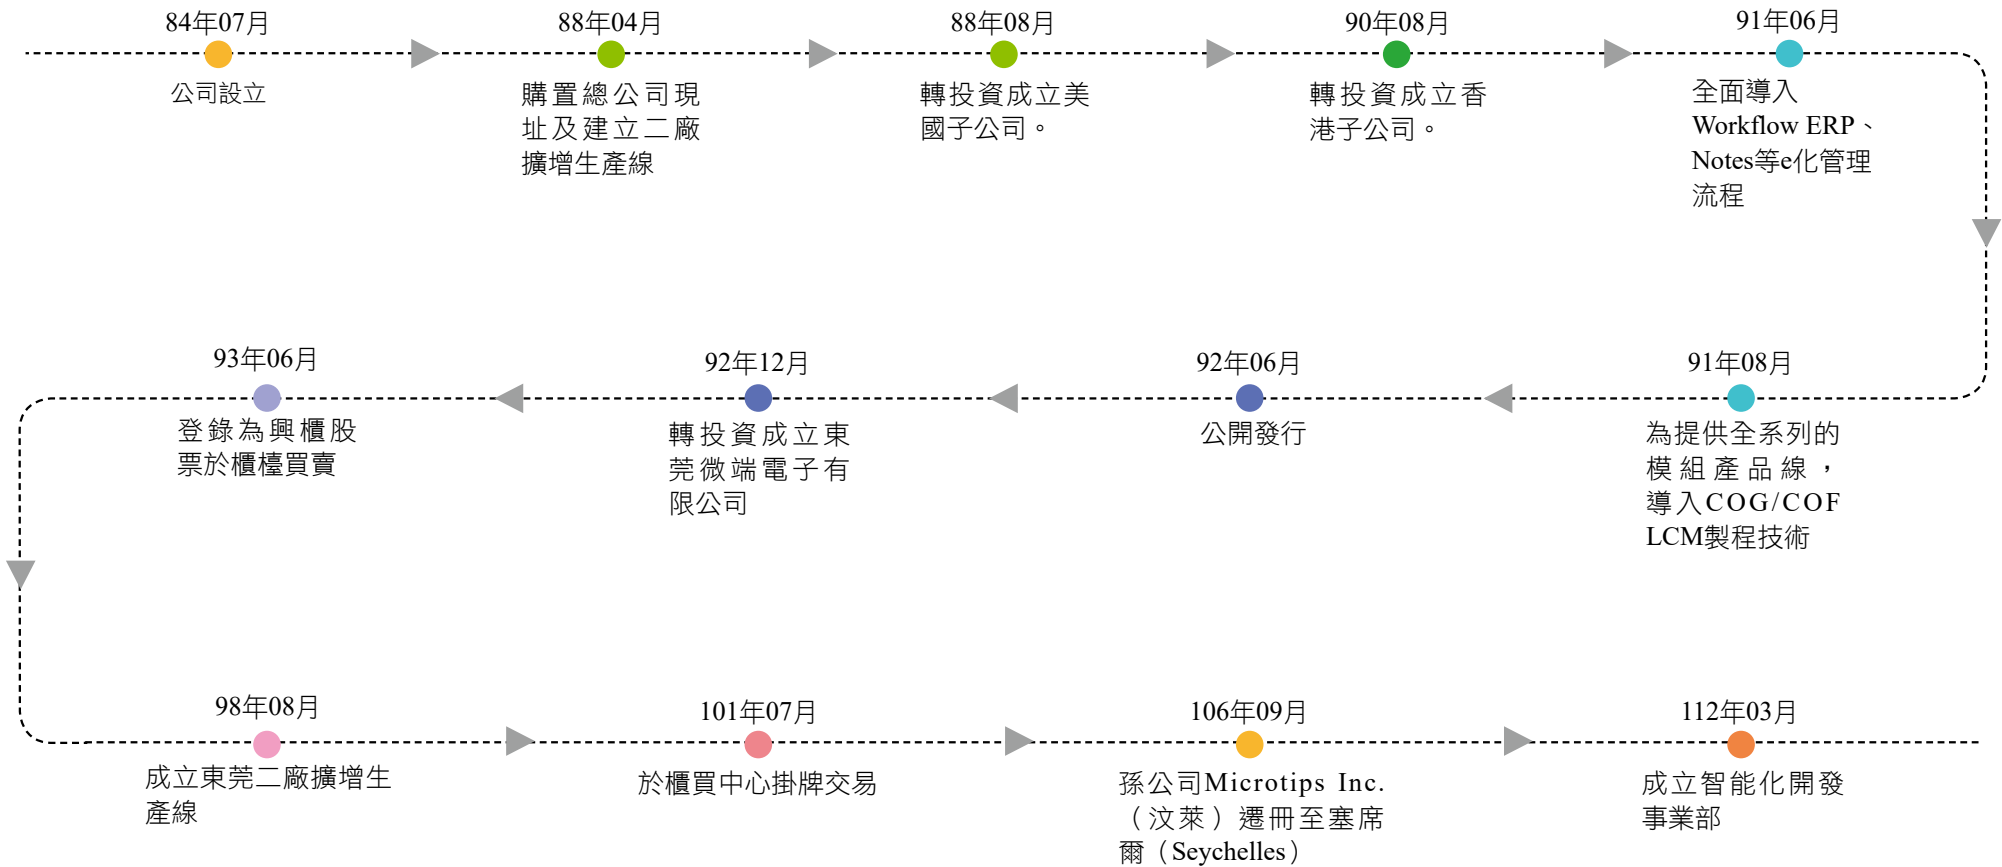 84年07月
公司設立
88年04月
購置總公司現
址及建立二廠
擴增生產線
88年08月
轉投資成立美
國子公司。
90年08月
轉投資成立香
港子公司。
91年06月
全面導入
Workflow ERP、
Notes等e化管理
流程
91年08月
為提供全系列的
模組產品線，
導入COG/COF
LCM製程技術
92年06月
公開發行
92年12月
轉投資成立東
莞微端電子有
限公司
93年06月
登錄為興櫃股
票於櫃檯買賣
98年08月
成立東莞二廠擴增生
產線
101年07月
於櫃買中心掛牌交易
106年09月
孫公司Microtips Inc.
（汶萊）遷冊至塞席
爾（Seychelles）
112年03月
成立智能化開發
事業部